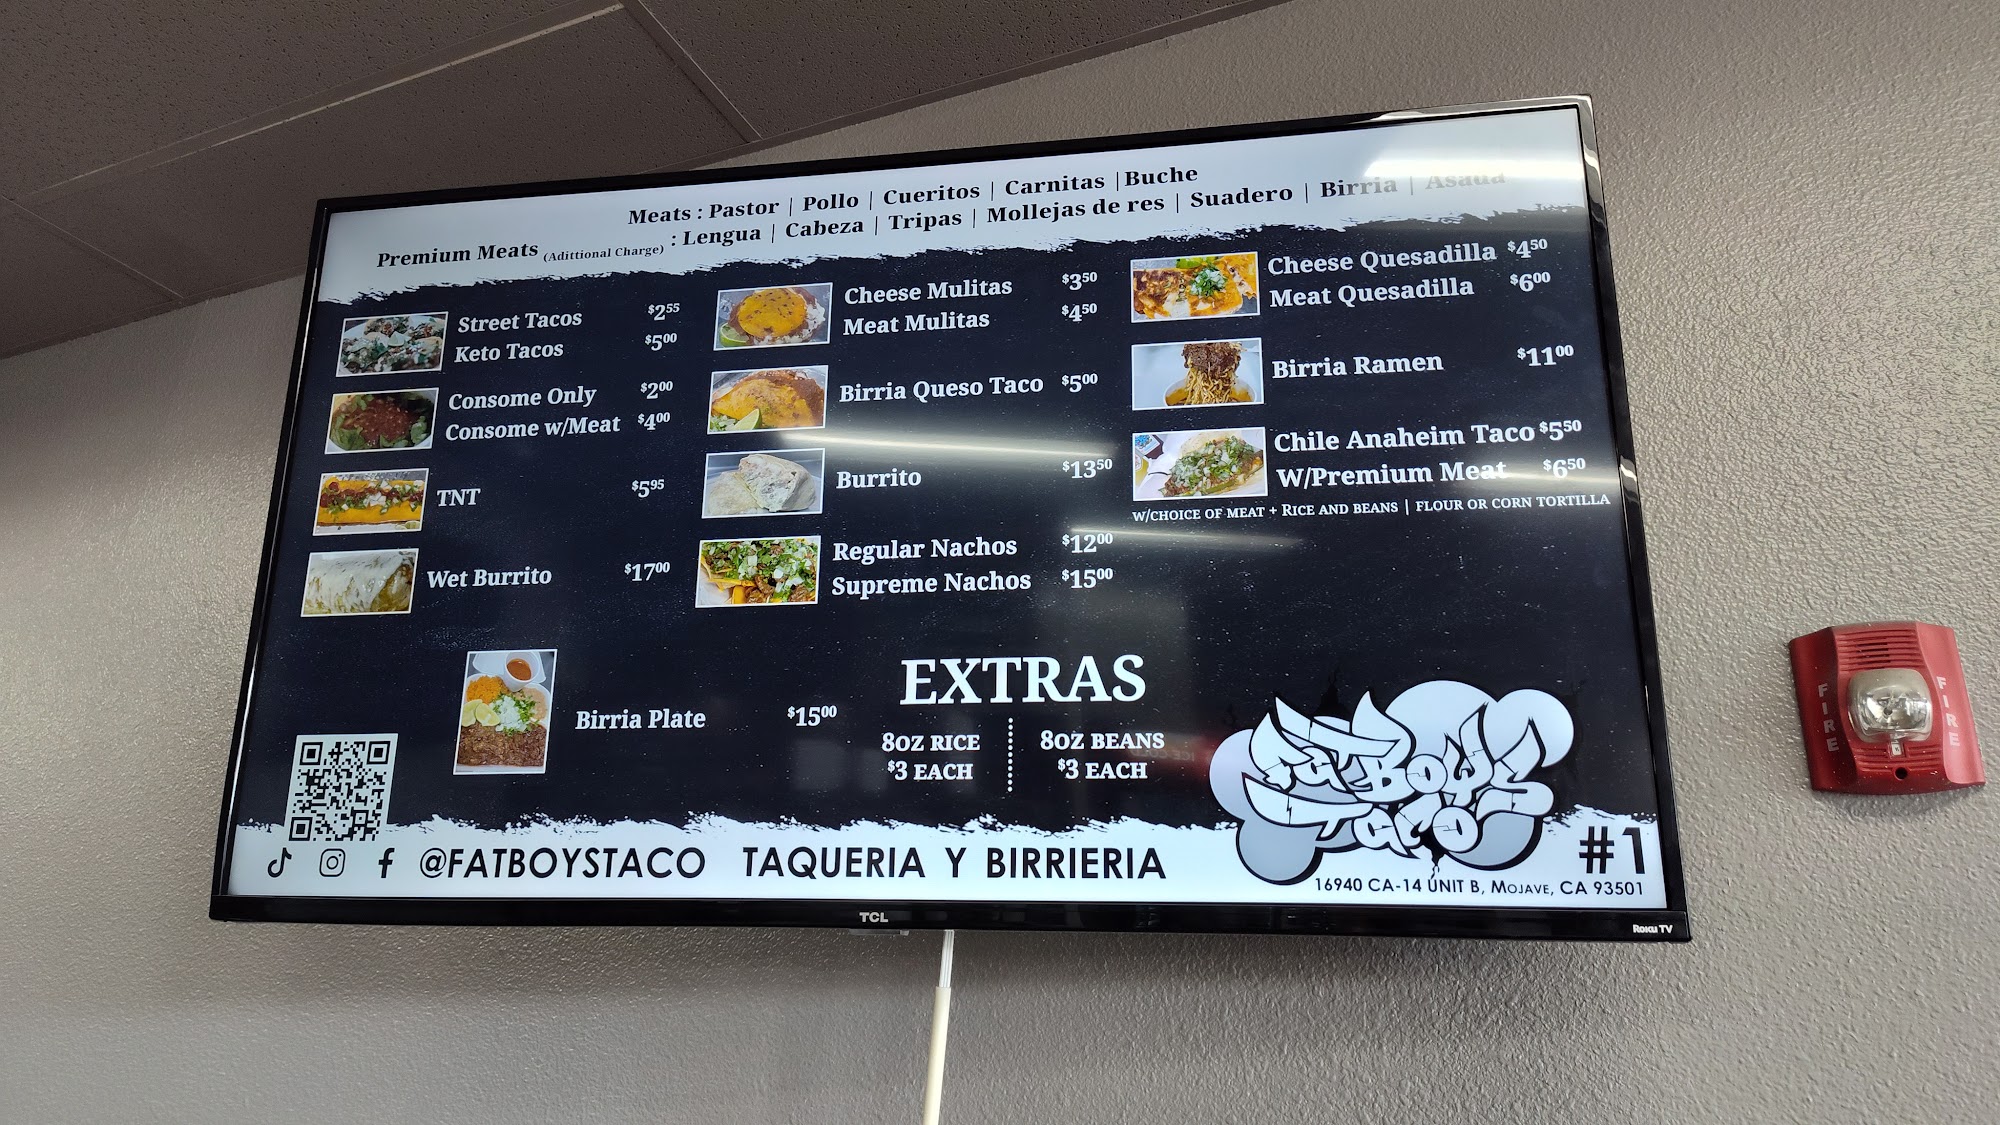 Meats : Pastor | Pollo | Cueritos | Carnitas |Buche
Premium Meats (Adittional Charge) : Lengua | Cabeza | Tripas | Mollejas de res | Suadero | Birria | Asada
Street Tacos $2.55
Keto Tacos $5.00
Consome Only $2.00
Consome w/Meat $4.00
TNT $5.95
Wet Burrito $17.00
Cheese Mulitas $3.50
Meat Mulitas $4.50
Birria Queso Taco $5.00
Burrito $13.50
Regular Nachos $12.00
Supreme Nachos $15.00
Cheese Quesadilla $4.50
Meat Quesadilla $6.00
Birria Ramen $11.00
Chile Anaheim Taco $5.50
W/Premium Meat $6.50
w/choice of meat + Rice and beans | flour or corn tortilla
Birria Plate $15.00
EXTRAS
8OZ RICE
$3 EACH
8OZ BEANS
$3 EACH
FATBOYS
TACO
#1
@FATBOYSTACO TAQUERIA Y BIRRIERIA
16940 CA-14 UNIT B, Mojave, CA 93501
TCL
Roku TV
FIRE
FIRE